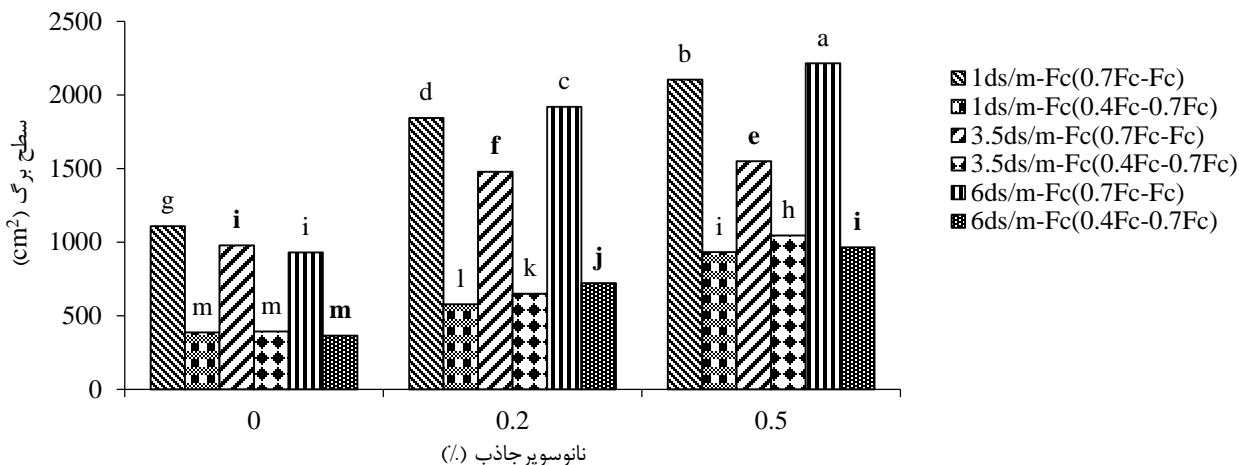 2500
2000
1500
1000
500
0
سطح برگ (cm²)
g
m
i
m
i
m
d
l
f
k
c
j
b
i
e
h
a
i
0
0.2
0.5
نانوسوپرجاذب (٪)
1ds/m-Fc(0.7Fc-Fc)
1ds/m-Fc(0.4Fc-0.7Fc)
3.5ds/m-Fc(0.7Fc-Fc)
3.5ds/m-Fc(0.4Fc-0.7Fc)
6ds/m-Fc(0.7Fc-Fc)
6ds/m-Fc(0.4Fc-0.7Fc)